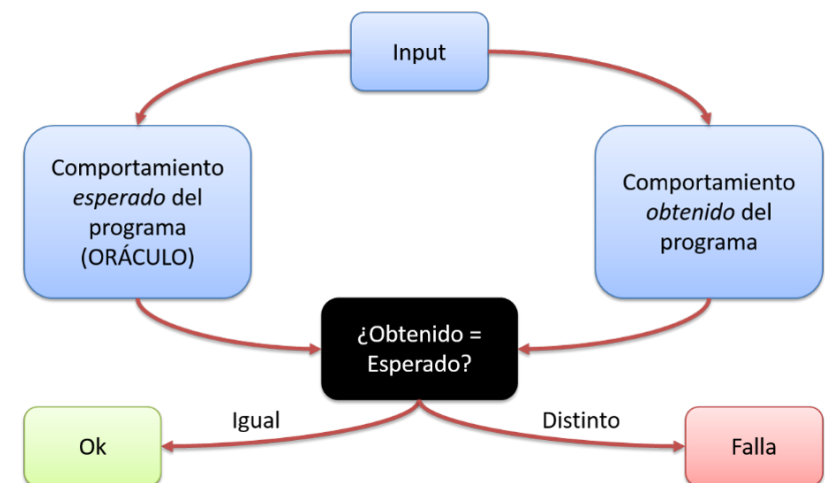 Input
Comportamiento
esperado del
programa
(ORÁCULO)
Comportamiento
obtenido del
programa
¿Obtenido =
Esperado?
Igual
Distinto
Ok
Falla